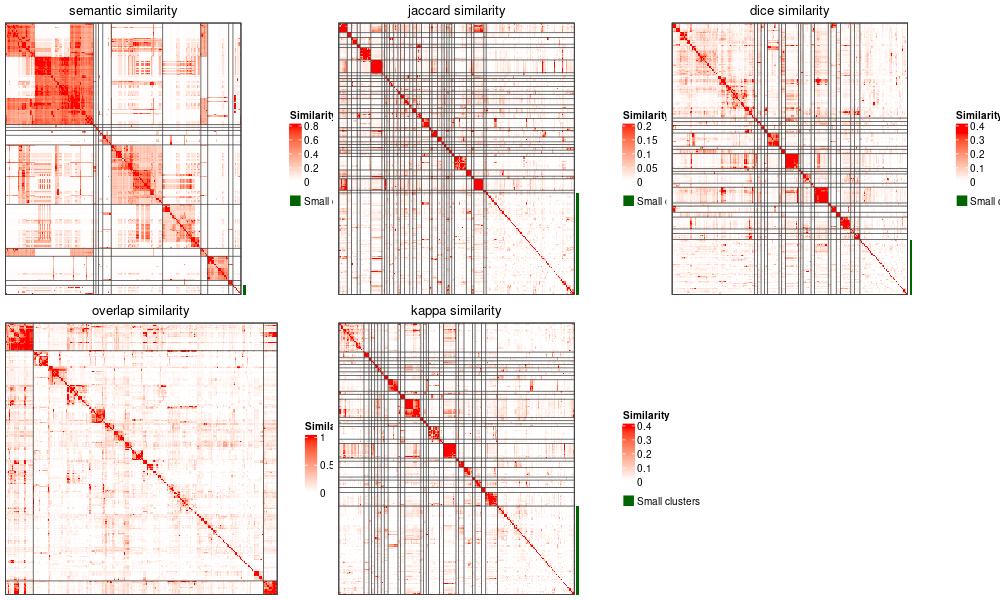 semantic similarity
Similarity
0.8
0.6
0.4
0.2
0
Small
jaccard similarity
Similarity
0.2
0.15
0.1
0.05
0
Small
dice similarity
Similarity
0.4
0.3
0.2
0.1
0
Small
overlap similarity
Simila
1
0.5
0
kappa similarity
Similarity
0.4
0.3
0.2
0.1
0
Small clusters